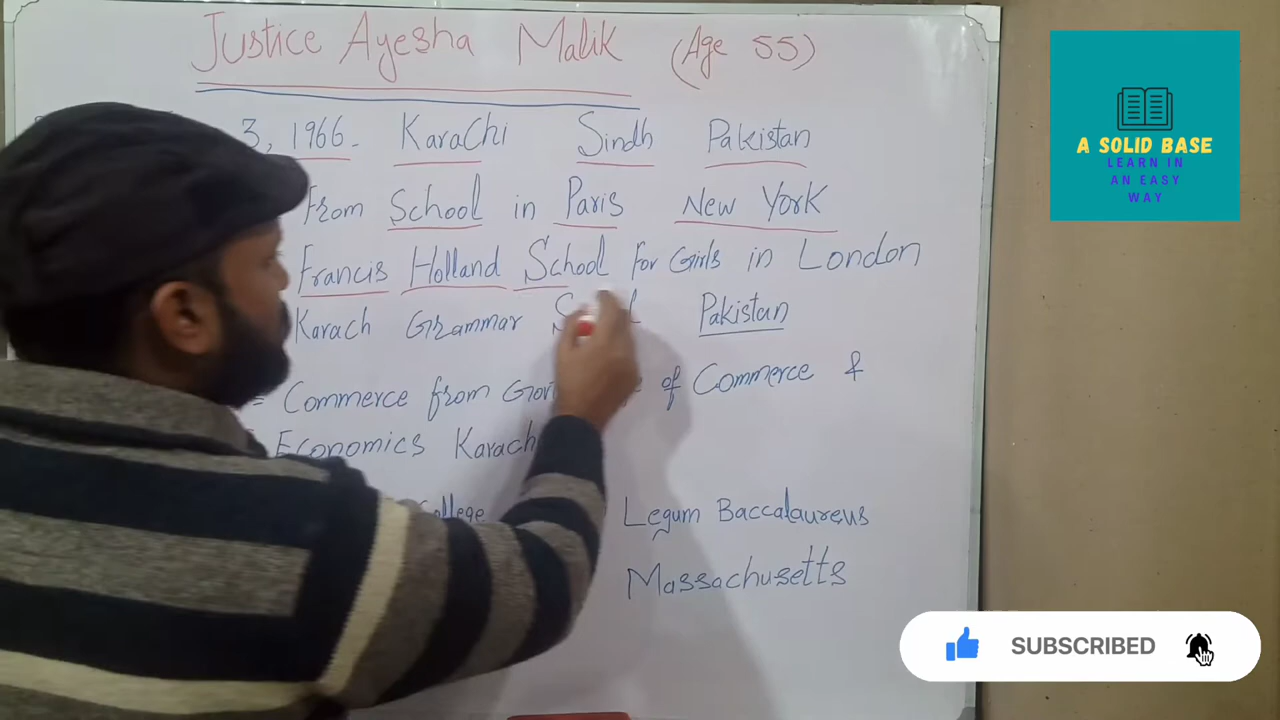 Justice Ayesha Malik (Age 55)
3, 1966. Karachi Sindh Pakistan
From School in Paris New York
Francis Holland School For Girls in London
Karach Grammar Pakistan
= Commerce from of Commerce &
Economics Karach
College Legum Baccalaureus
Massachusetts
A SOLID BASE
LEARN IN
AN EASY
WAY
SUBSCRIBED